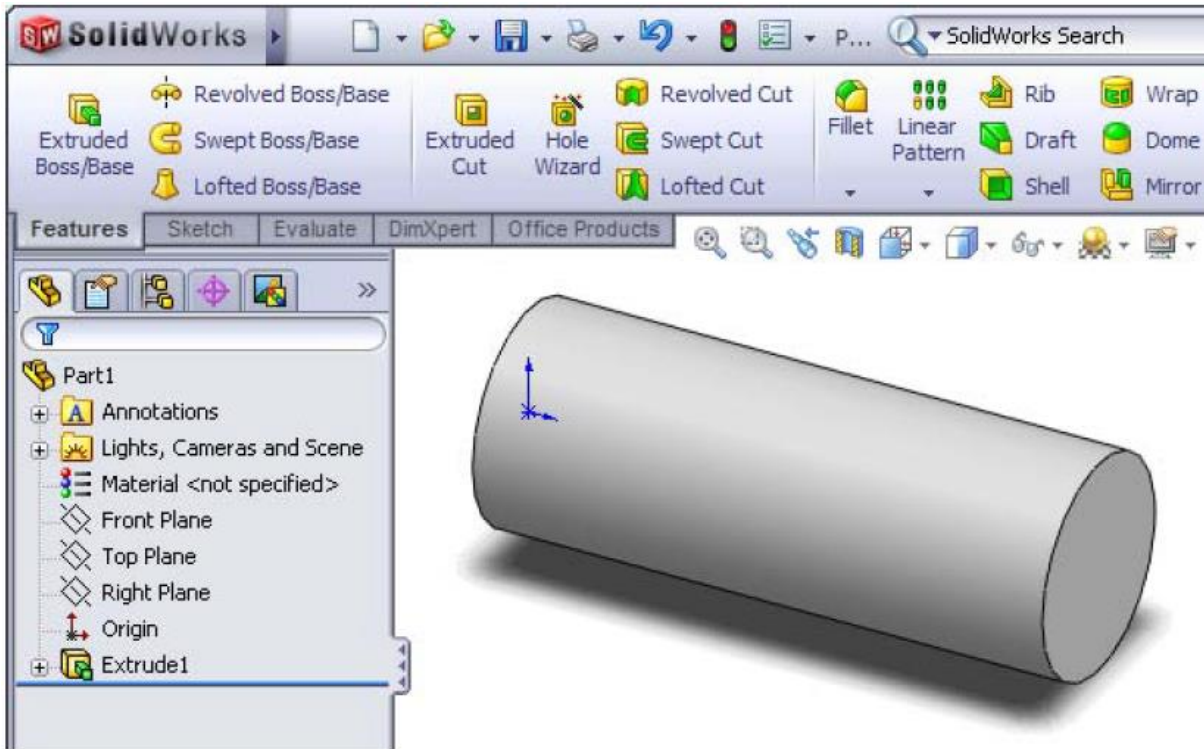 SW SolidWorks P... SolidWorks Search
Extruded Boss/Base
Revolved Boss/Base
Swept Boss/Base
Lofted Boss/Base
Extruded Cut
Hole Wizard
Revolved Cut
Swept Cut
Lofted Cut
Fillet
Linear Pattern
Rib
Draft
Shell
Wrap
Dome
Mirror
Features Sketch Evaluate DimXpert Office Products
Part1
A Annotations
Lights, Cameras and Scene
Material <not specified>
Front Plane
Top Plane
Right Plane
Origin
Extrude1